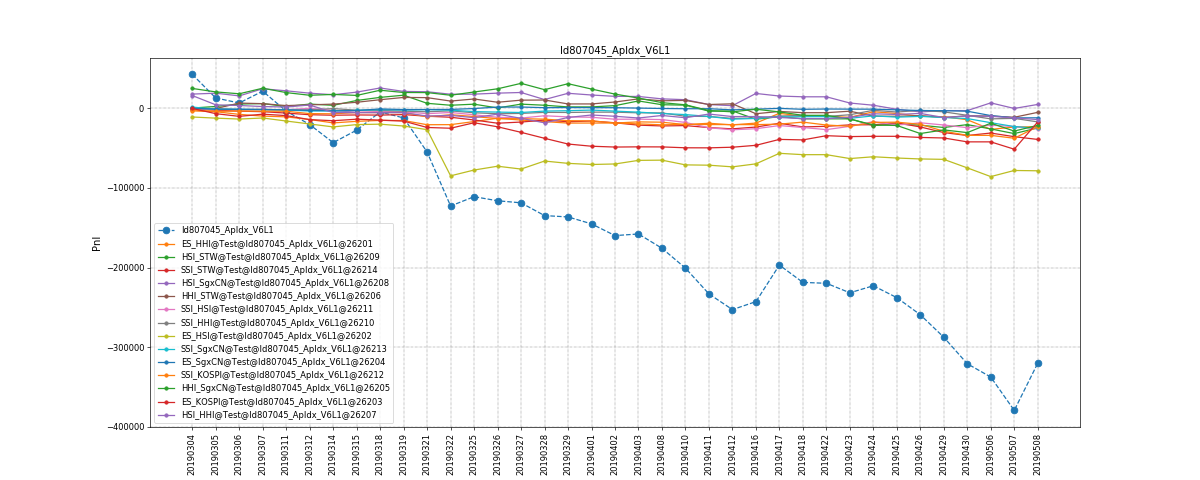 Id807045_ApIdx_V6L1
Pnl
0
-100000
-200000
-300000
-400000
Id807045_ApIdx_V6L1
ES_HHI@Test@Id807045_ApIdx_V6L1@26201
HSI_STW@Test@Id807045_ApIdx_V6L1@26209
SSI_STW@Test@Id807045_ApIdx_V6L1@26214
HSI_SgxCN@Test@Id807045_ApIdx_V6L1@26208
HHI_STW@Test@Id807045_ApIdx_V6L1@26206
SSI_HSI@Test@Id807045_ApIdx_V6L1@26211
SSI_HHI@Test@Id807045_ApIdx_V6L1@26210
ES_HSI@Test@Id807045_ApIdx_V6L1@26202
SSI_SgxCN@Test@Id807045_ApIdx_V6L1@26213
ES_SgxCN@Test@Id807045_ApIdx_V6L1@26204
SSI_KOSPI@Test@Id807045_ApIdx_V6L1@26212
HHI_SgxCN@Test@Id807045_ApIdx_V6L1@26205
ES_KOSPI@Test@Id807045_ApIdx_V6L1@26203
HSI_HHI@Test@Id807045_ApIdx_V6L1@26207
20190304
20190305
20190306
20190307
20190311
20190312
20190314
20190315
20190318
20190319
20190321
20190322
20190325
20190326
20190327
20190328
20190329
20190401
20190402
20190403
20190408
20190410
20190411
20190412
20190416
20190417
20190418
20190422
20190423
20190424
20190425
20190426
20190429
20190430
20190506
20190507
20190508